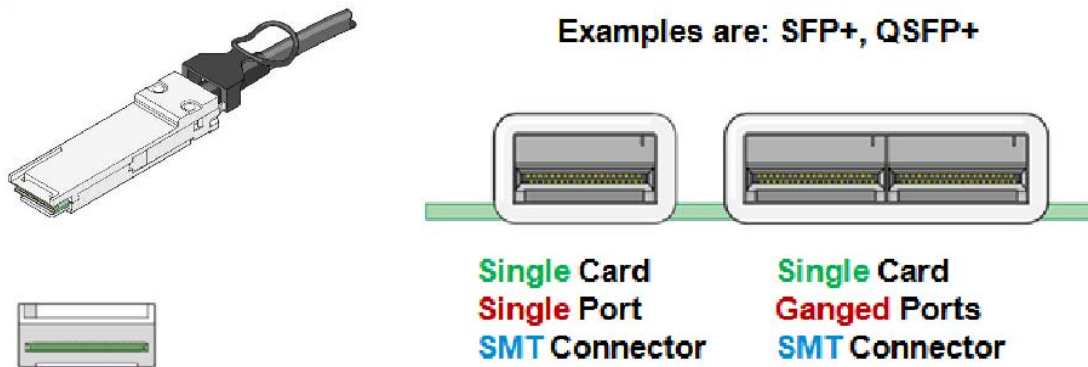 Examples are: SFP+, QSFP+
Single Card
Single Port
SMT Connector
Single Card
Ganged Ports
SMT Connector